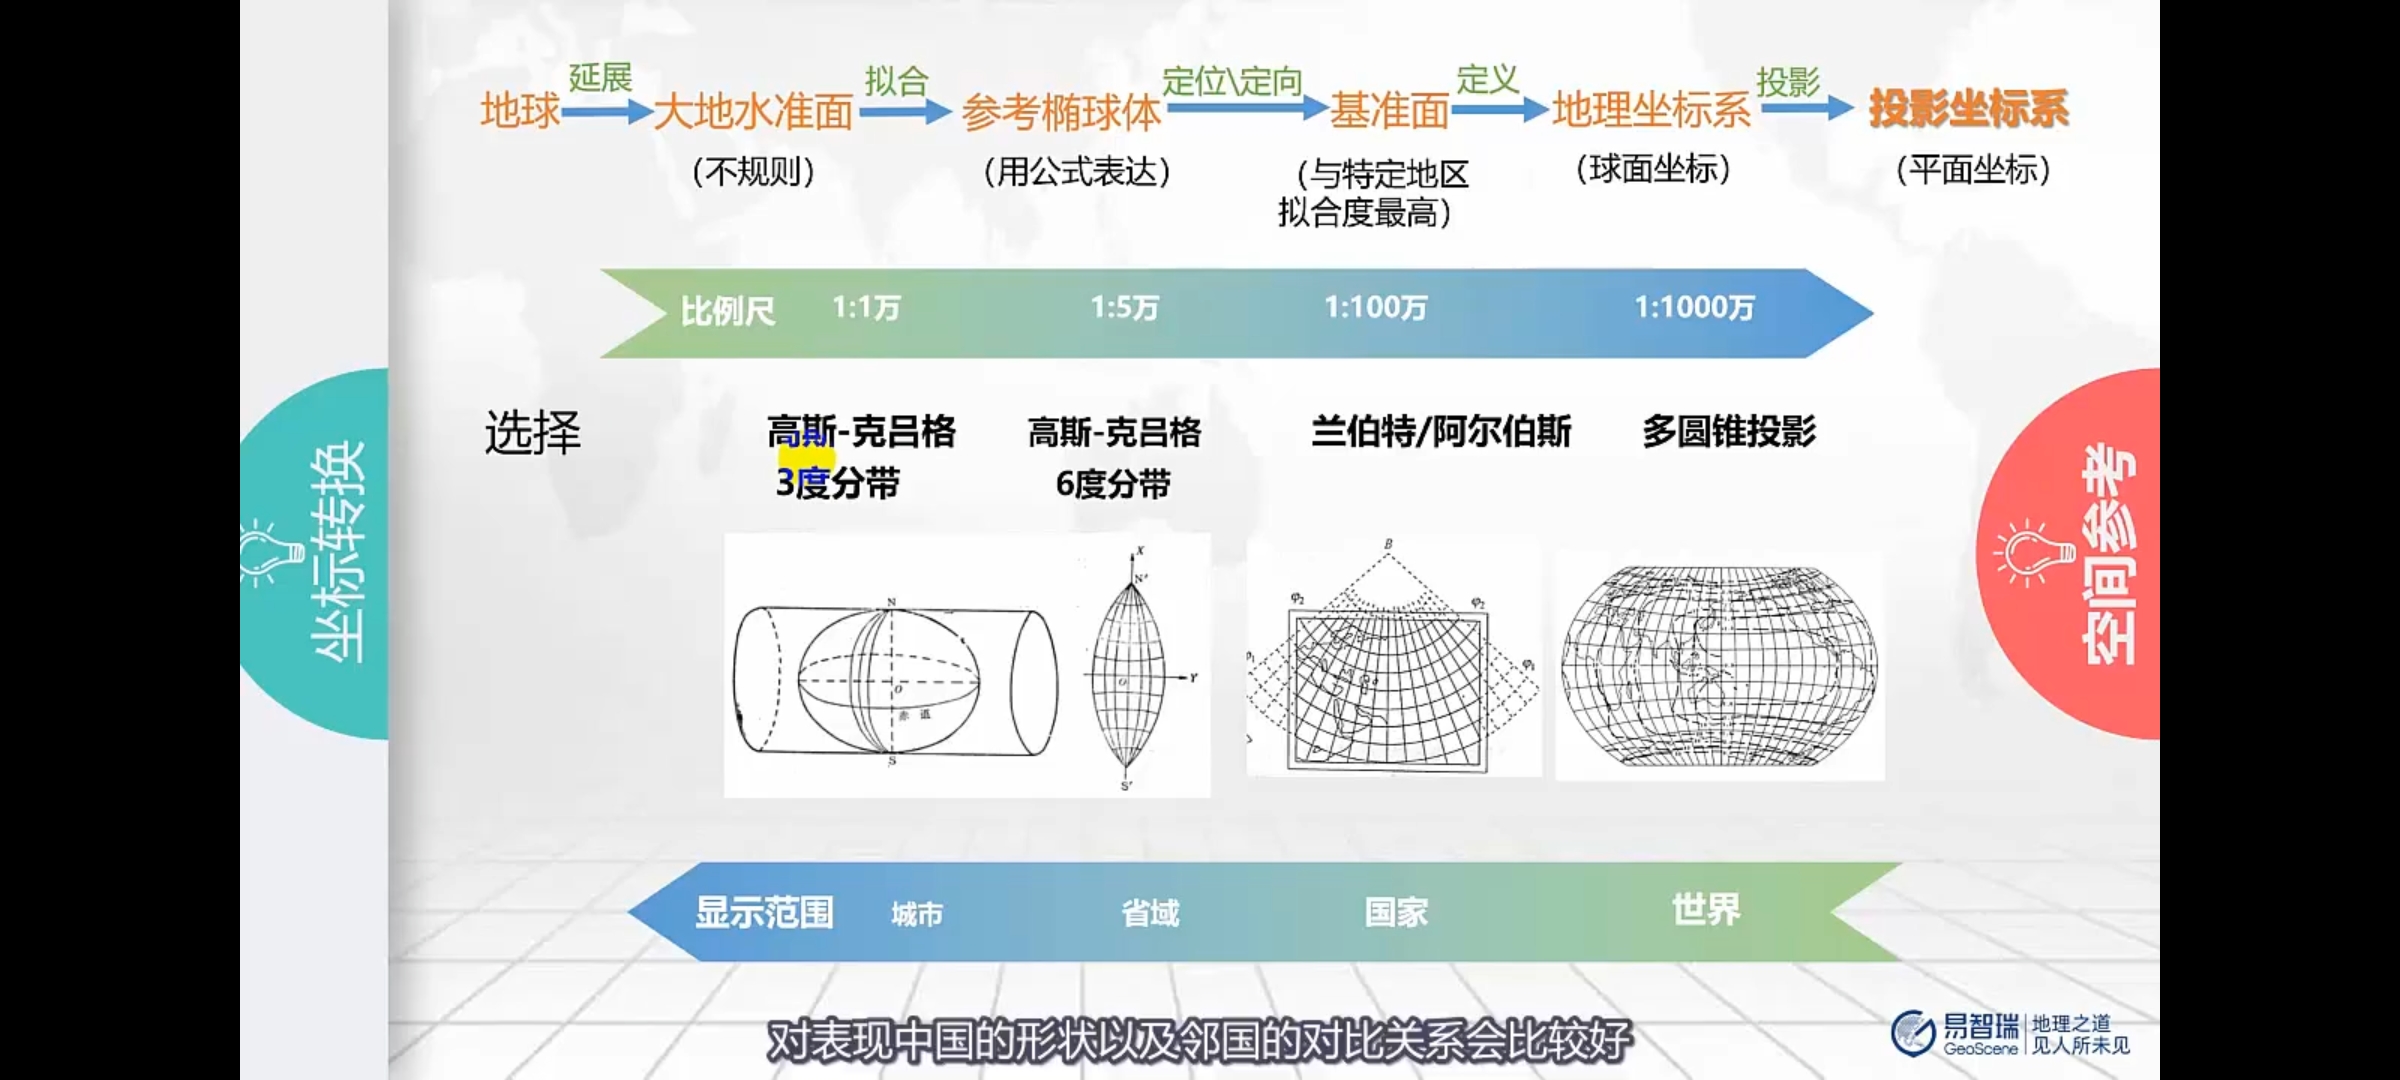 延展
拟合
定位\定向
定义
投影
地球
大地水准面
参考椭球体
基准面
地理坐标系
投影坐标系
（不规则）
（用公式表达）
（与特定地区
拟合度最高）
（球面坐标）
（平面坐标）
比例尺
1:1万
1:5万
1:100万
1:1000万
选择
高斯-克吕格
3度分带
高斯-克吕格
6度分带
兰伯特/阿尔伯斯
多圆锥投影
坐标转换
空间参考
N
O
赤 道
S
X
N'
O
Y
S'
B
φ₂
φ₂
φ₁
显示范围
城市
省域
国家
世界
对表现中国的形状以及邻国的对比关系会比较好
易智瑞
GeoScene
地理之道
见人所未见